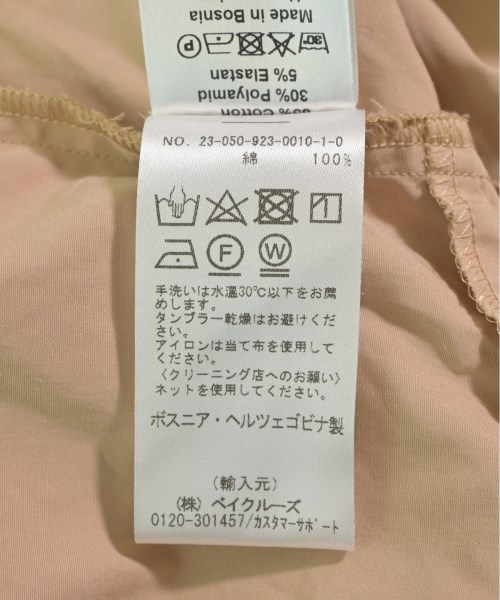 Made in Bosnia
P
30°
5% Elastan
30% Polyamid
65% Cotton
NO. 23-050-923-0010-1-0
綿 100%
F W
手洗いは水温30℃以下をお薦
めします。
タンブラー乾燥はお避けくだ
さい。
アイロンは当て布を使用して
ください。
〈クリーニング店へのお願い〉
ネットを使用してください。
ボスニア・ヘルツェゴビナ製
(輸入元)
(株)ベイクルーズ
0120-301457/カスタマーサポート